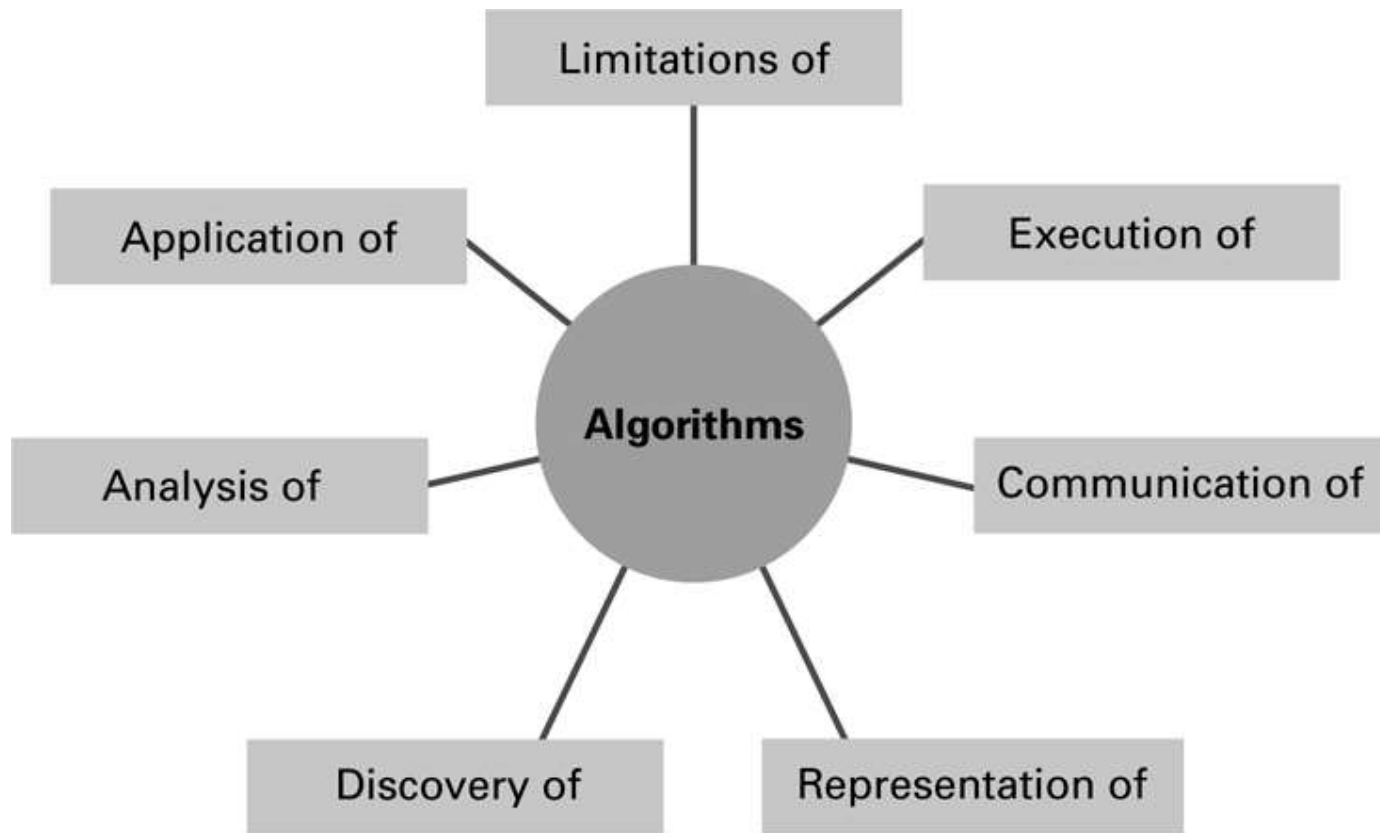 Limitations of
Application of
Execution of
Algorithms
Analysis of
Communication of
Discovery of
Representation of